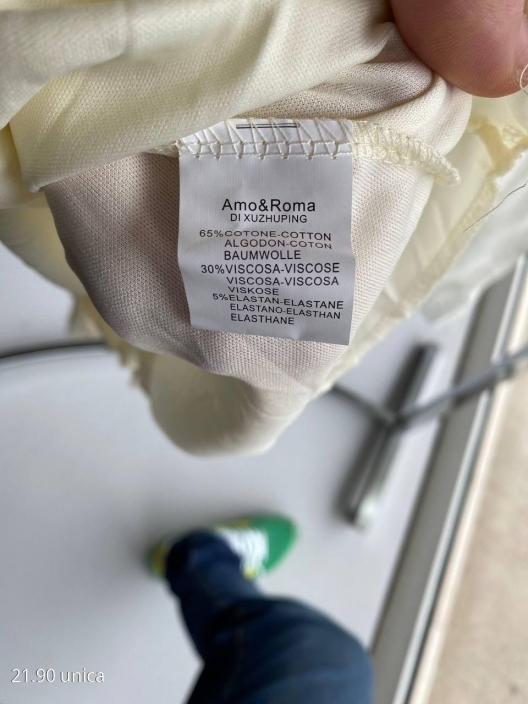 Amo&Roma
DI XUZHUPING
65%COTONE-COTTON
ALGODON-COTON
BAUMWOLLE
30%VISCOSA-VISCOSE
VISCOSA-VISCOSA
VISKOSE
5%ELASTAN-ELASTANE
ELASTANO-ELASTHAN
ELASTHANE
21.90 unica